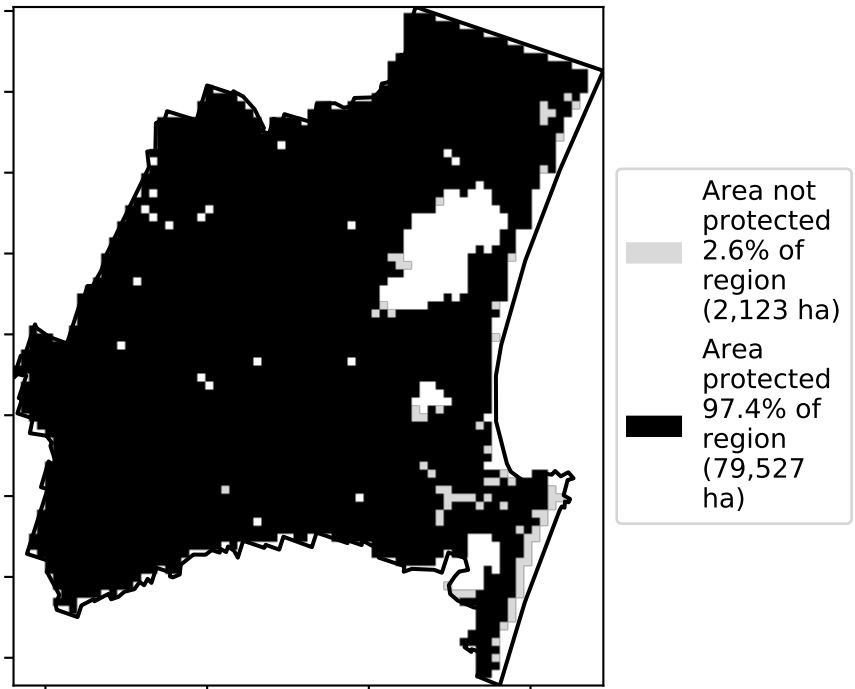 Area not
protected
2.6% of
region
(2,123 ha)
Area
protected
97.4% of
region
(79,527
ha)